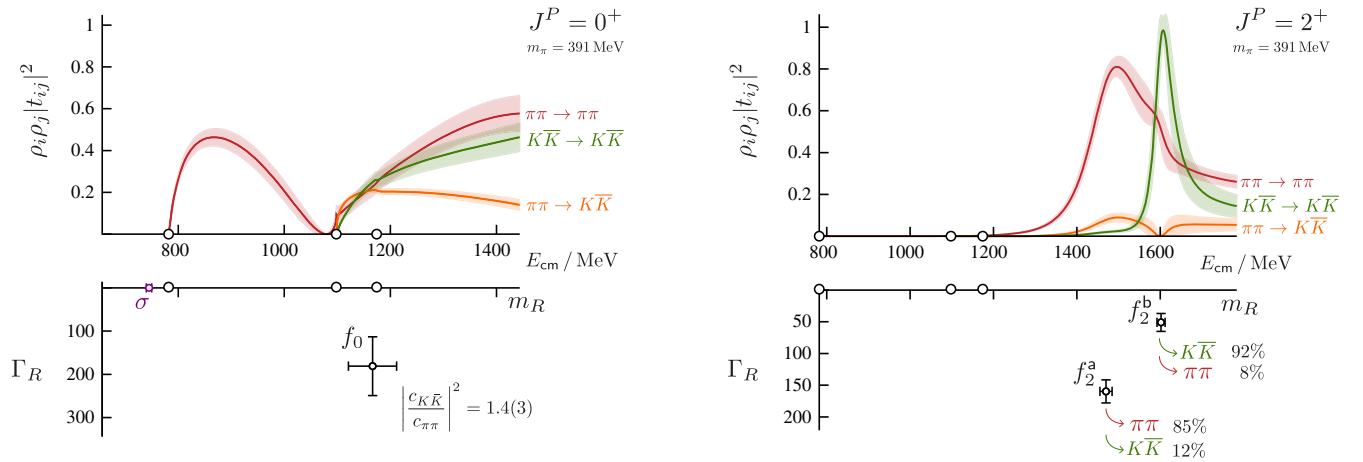 J^P = 0^+
m_π = 391 MeV
ρ_i ρ_j |t_ij|^2
1
0.8
0.6
0.4
0.2
ππ → ππ
KK̅ → KK̅
ππ → KK̅
800
1000
1200
1400
E_cm / MeV
σ
m_R
Γ_R
100
200
300
f_0
|c_KK̅ / c_ππ|^2 = 1.4(3)
J^P = 2^+
m_π = 391 MeV
ρ_i ρ_j |t_ij|^2
1
0.8
0.6
0.4
0.2
ππ → ππ
KK̅ → KK̅
ππ → KK̅
800
1000
1200
1400
1600
E_cm / MeV
m_R
Γ_R
50
100
150
200
f_2^b
KK̅ 92%
ππ 8%
f_2^a
ππ 85%
KK̅ 12%